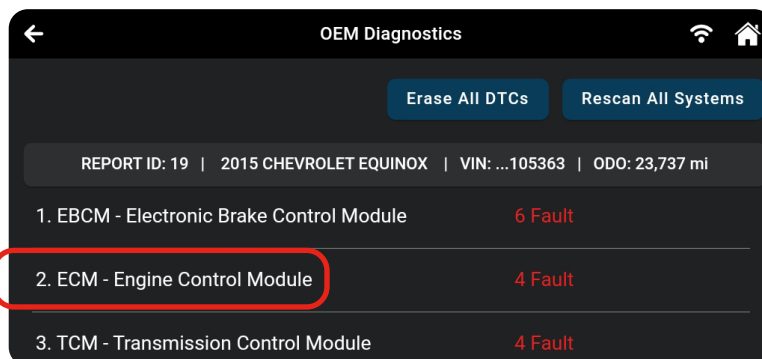 OEM Diagnostics
Erase All DTCs Rescan All Systems
REPORT ID: 19 | 2015 CHEVROLET EQUINOX | VIN: ...105363 | ODO: 23,737 mi
1. EBCM - Electronic Brake Control Module 6 Fault
2. ECM - Engine Control Module 4 Fault
3. TCM - Transmission Control Module 4 Fault